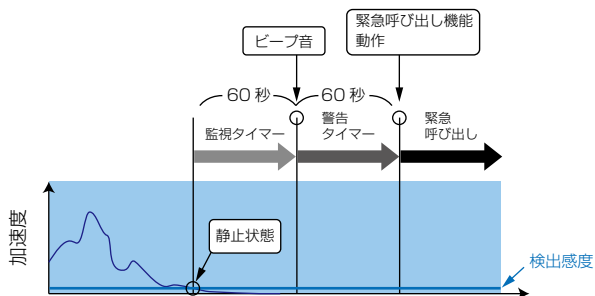 緊急呼び出し機能
動作
ビープ音
60 秒
60 秒
監視タイマー
警告
タイマー
緊急
呼び出し
加速度
静止状態
検出感度